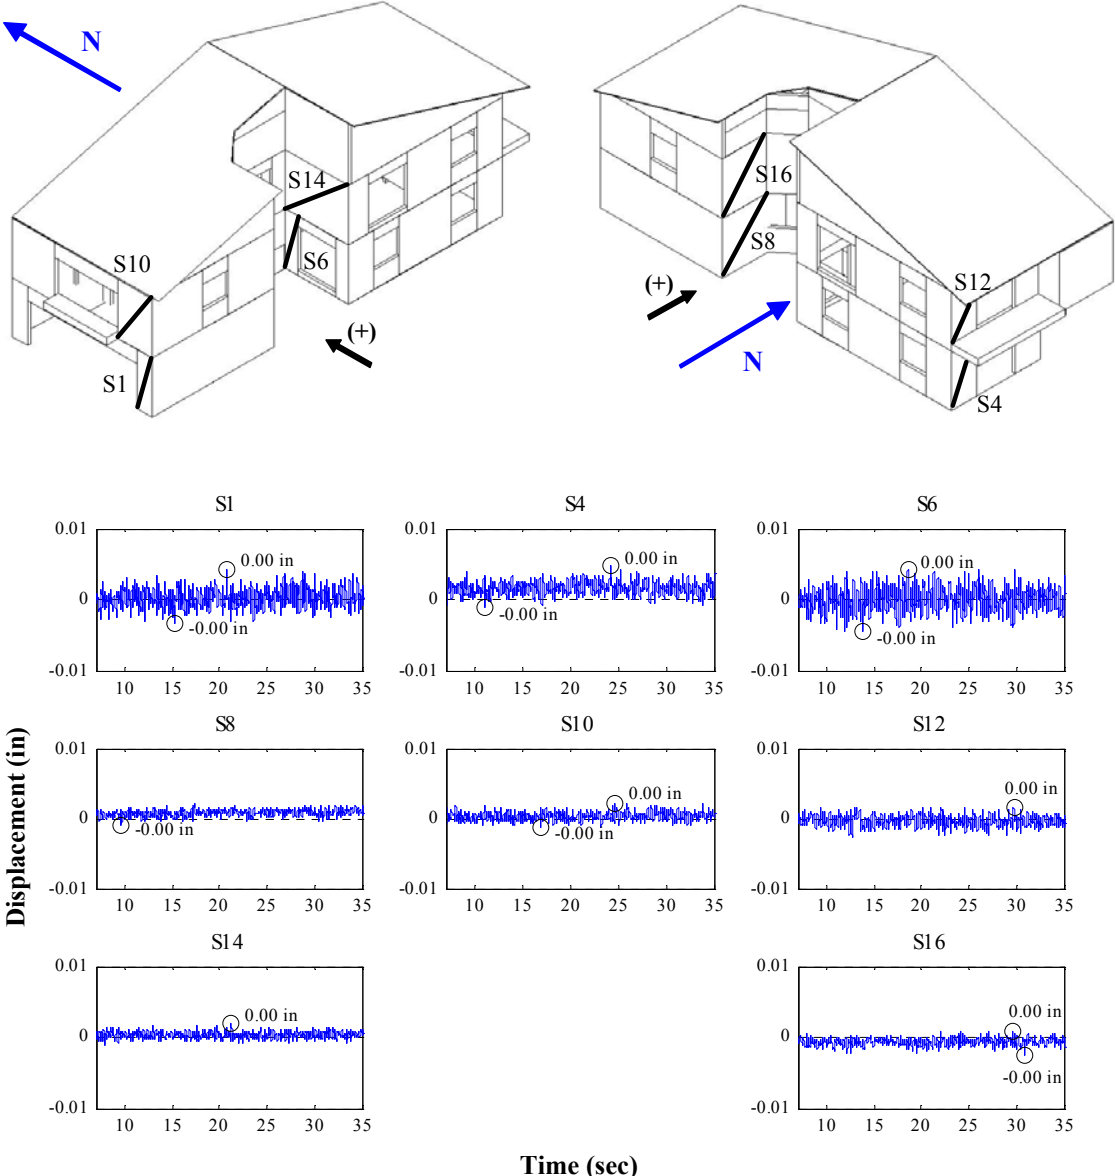 N
S14
S10
S6
(+)
S1
S16
S8
S12
(+)
N
S4
S1
S4
S6
0.01
0
-0.01
0.00 in
-0.00 in
10 15 20 25 30 35
0.01
0
-0.01
0.00 in
-0.00 in
10 15 20 25 30 35
0.01
0
-0.01
0.00 in
-0.00 in
10 15 20 25 30 35
Displacement (in)
S8
S10
S12
0.01
0
-0.01
-0.00 in
10 15 20 25 30 35
0.01
0
-0.01
0.00 in
-0.00 in
10 15 20 25 30 35
0.01
0
-0.01
0.00 in
10 15 20 25 30 35
S14
S16
0.01
0
-0.01
0.00 in
10 15 20 25 30 35
0.01
0
-0.01
0.00 in
-0.00 in
10 15 20 25 30 35
Time (sec)